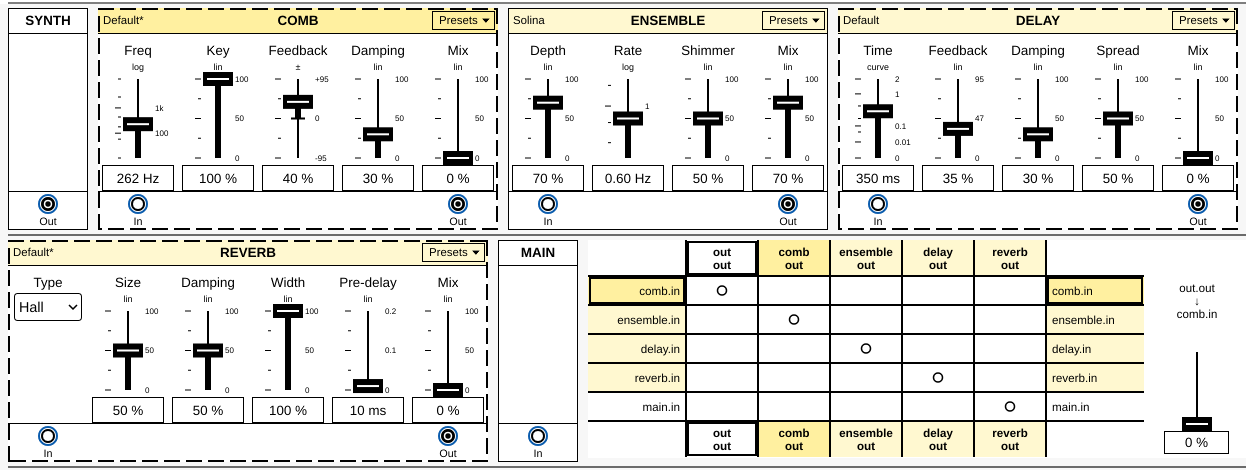 SYNTH
Out
Default* COMB Presets
Freq Key Feedback Damping Mix
log lin ± lin lin
1k 100
100 50 0
+95 0 -95
100 50 0
100 50 0
262 Hz 100 % 40 % 30 % 0 %
In Out
Solina ENSEMBLE Presets
Depth Rate Shimmer Mix
lin log lin lin
100 50 0
1
100 50 0
100 50 0
70 % 0.60 Hz 50 % 70 %
In Out
Default DELAY Presets
Time Feedback Damping Spread Mix
curve lin lin lin lin
2 1 0.1 0.01 0
95 47 0
100 50 0
100 50 0
100 50 0
350 ms 35 % 30 % 50 % 0 %
In Out
Default* REVERB Presets
Type Size Damping Width Pre-delay Mix
Hall
lin lin lin lin lin
100 50 0
100 50 0
100 50 0
0.2 0.1 0
100 50 0
50 % 50 % 100 % 10 ms 0 %
In Out
MAIN
In
out out comb out ensemble out delay out reverb out
comb.in comb.in
ensemble.in ensemble.in
delay.in delay.in
reverb.in reverb.in
main.in main.in
out out comb out ensemble out delay out reverb out
out.out
↓
comb.in
0 %